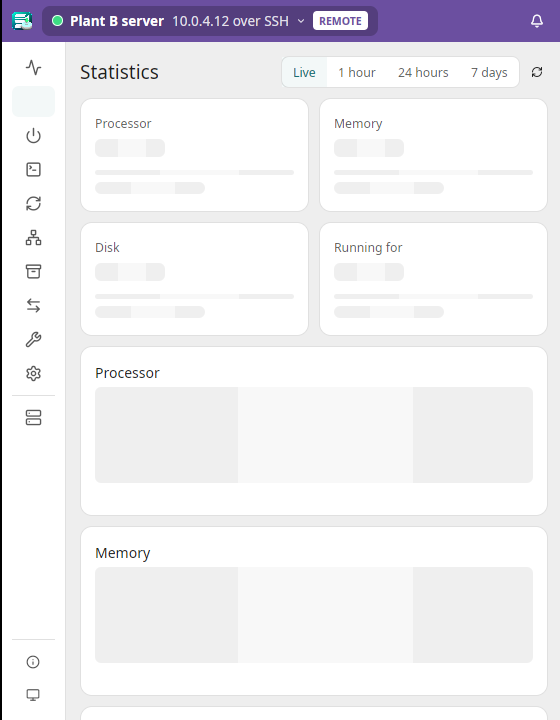 Plant B server 10.0.4.12 over SSH REMOTE
Statistics
Live 1 hour 24 hours 7 days
Processor
Memory
Disk
Running for
Processor
Memory